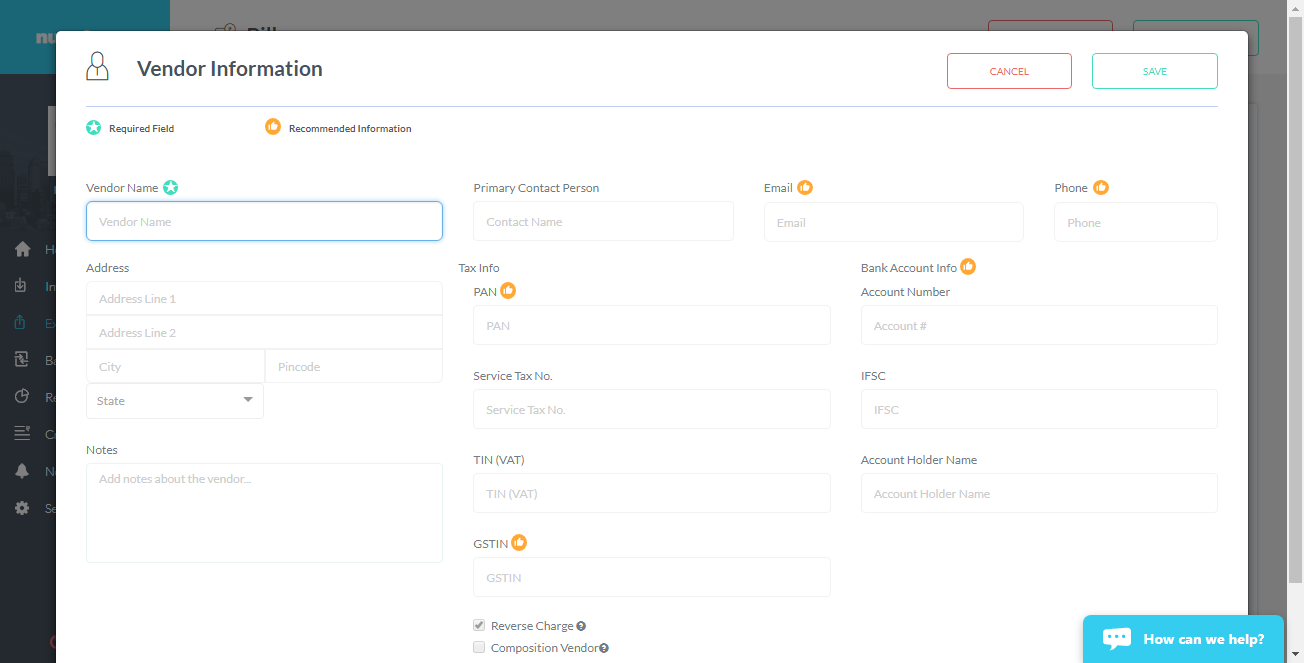 Vendor Information
CANCEL
SAVE
Required Field
Recommended Information
Vendor Name
Primary Contact Person
Email
Phone
Vendor Name
Contact Name
Email
Phone
Address
Tax Info
Bank Account Info
PAN
Account Number
Address Line 1
PAN
Account #
Address Line 2
City
Pincode
State
Service Tax No.
IFSC
Service Tax No.
IFSC
Notes
TIN (VAT)
Account Holder Name
Add notes about the vendor...
TIN (VAT)
Account Holder Name
GSTIN
GSTIN
Reverse Charge
Composition Vendor
How can we help?